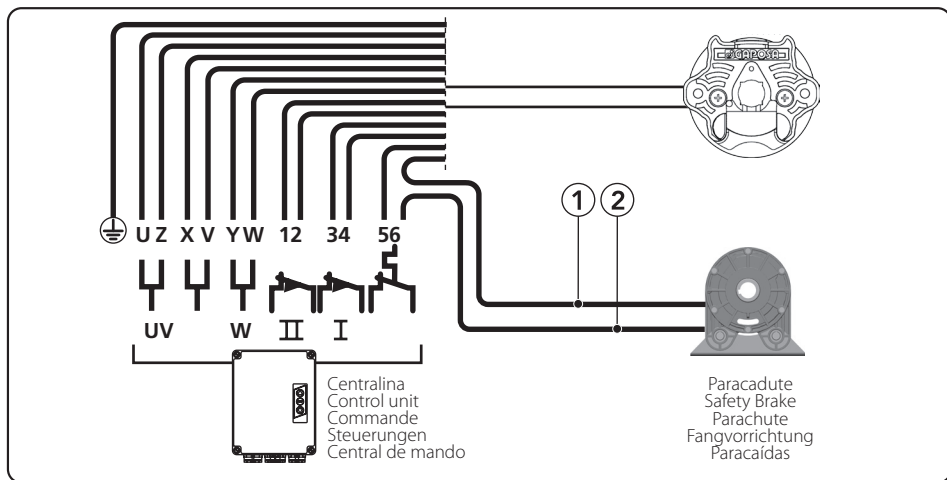 GAPOSA
1 2
U Z X V Y W 12 34 56
UV W II I
Centralina
Control unit
Commande
Steuerungen
Central de mando
Paracadute
Safety Brake
Parachute
Fangvorrichtung
Paracaídas